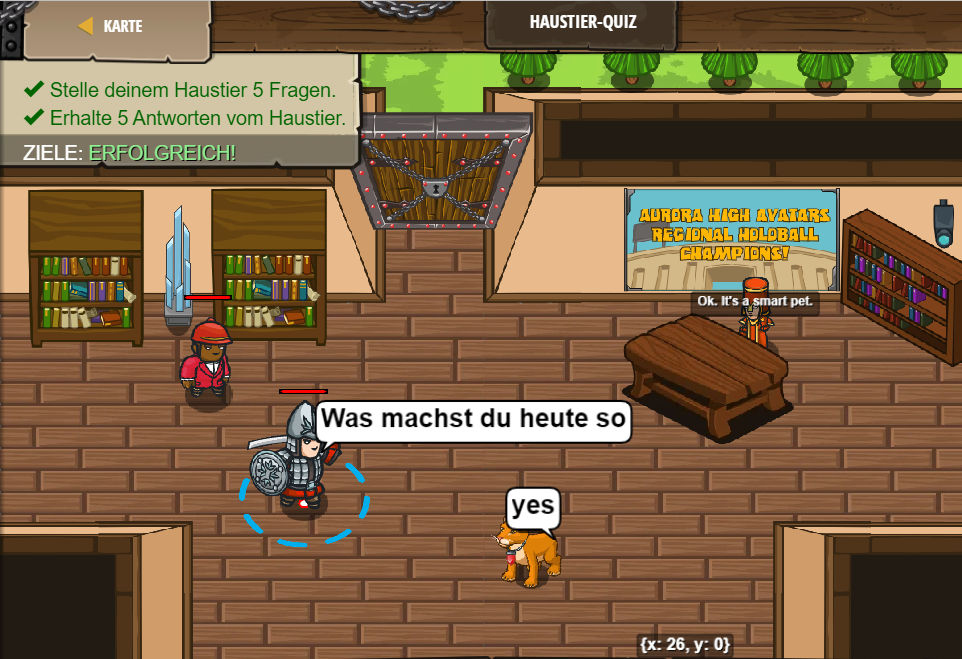 KARTE
HAUSTIER-QUIZ
Stelle deinem Haustier 5 Fragen.
Erhalte 5 Antworten vom Haustier.
ZIELE: ERFOLGREICH!
AURORA HIGH AVATARS
REGIONAL HOLDBALL
CHAMPIONS!
Ok. It's a smart pet.
Was machst du heute so
yes
{x: 26, y: 0}